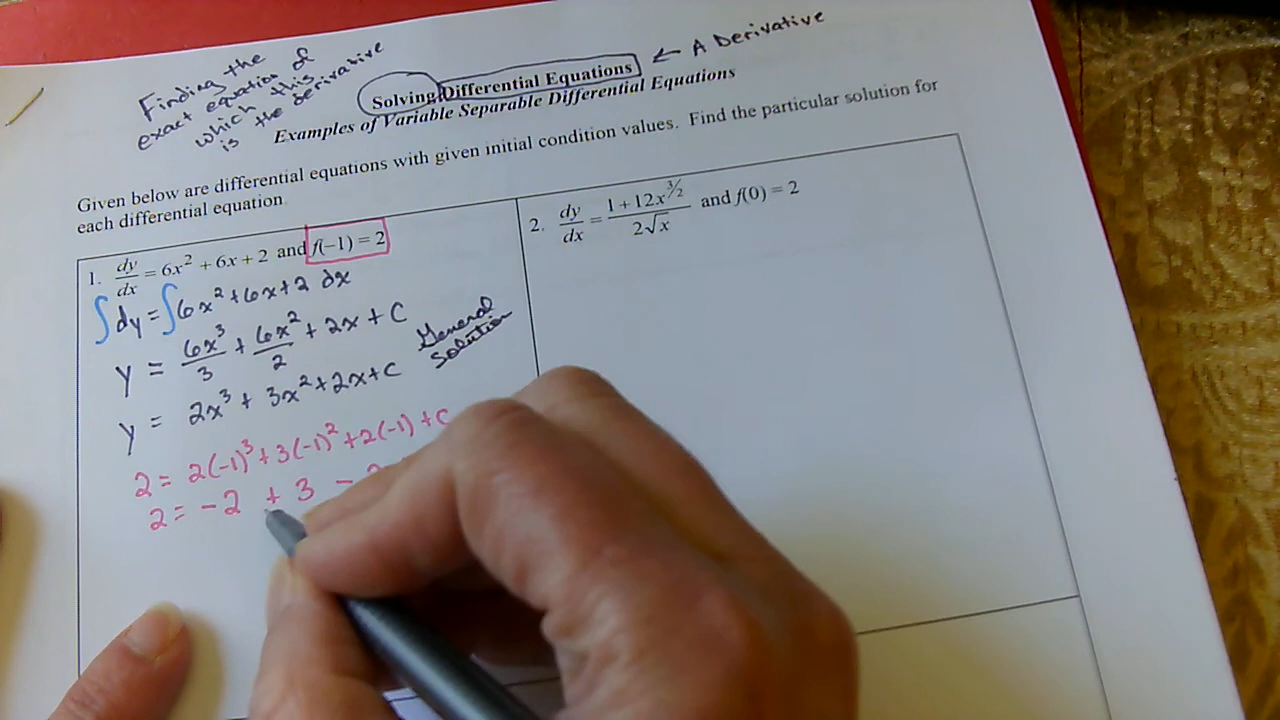 Finding the
exact equation of
which this
is the derivative
Solving Differential Equations ← A Derivative
Examples of Variable Separable Differential Equations
Given below are differential equations with given initial condition values. Find the particular solution for
each differential equation.
1. dy/dx = 6x² + 6x + 2 and f(−1) = 2
∫dy = ∫6x² + 6x + 2 dx
y = 6x³/3 + 6x²/2 + 2x + C
y = 2x³ + 3x² + 2x + C
General
Solution
2 = 2(-1)³ + 3(-1)² + 2(-1) + C
2 = -2 + 3 -
2. dy/dx = (1 + 12x^(3/2))/(2√x) and f(0) = 2